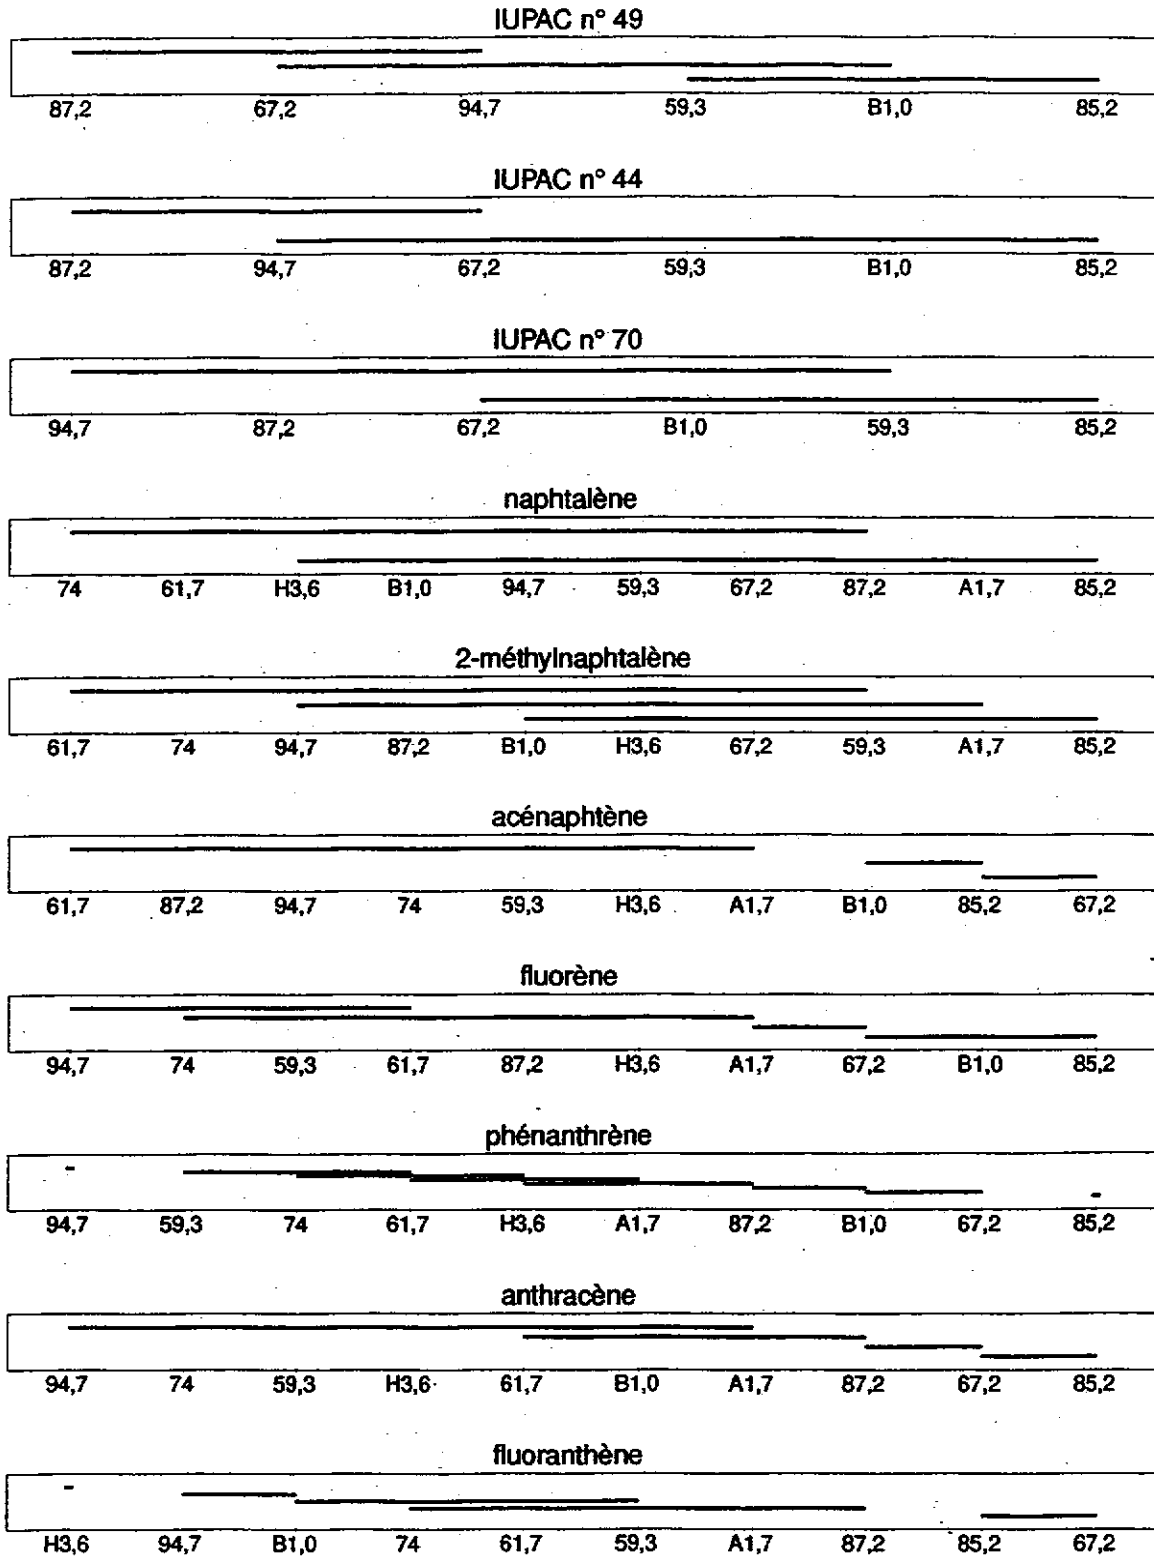 IUPAC n° 49
87,2 67,2 94,7 59,3 B1,0 85,2
IUPAC n° 44
87,2 94,7 67,2 59,3 B1,0 85,2
IUPAC n° 70
94,7 87,2 67,2 B1,0 59,3 85,2
naphtalène
74 61,7 H3,6 B1,0 94,7 59,3 67,2 87,2 A1,7 85,2
2-méthylnaphtalène
61,7 74 94,7 87,2 B1,0 H3,6 67,2 59,3 A1,7 85,2
acénaphtène
61,7 87,2 94,7 74 59,3 H3,6 A1,7 B1,0 85,2 67,2
fluorène
94,7 74 59,3 61,7 87,2 H3,6 A1,7 67,2 B1,0 85,2
phénanthrène
94,7 59,3 74 61,7 H3,6 A1,7 87,2 B1,0 67,2 85,2
anthracène
94,7 74 59,3 H3,6 61,7 B1,0 A1,7 87,2 67,2 85,2
fluoranthène
H3,6 94,7 B1,0 74 61,7 59,3 A1,7 87,2 85,2 67,2